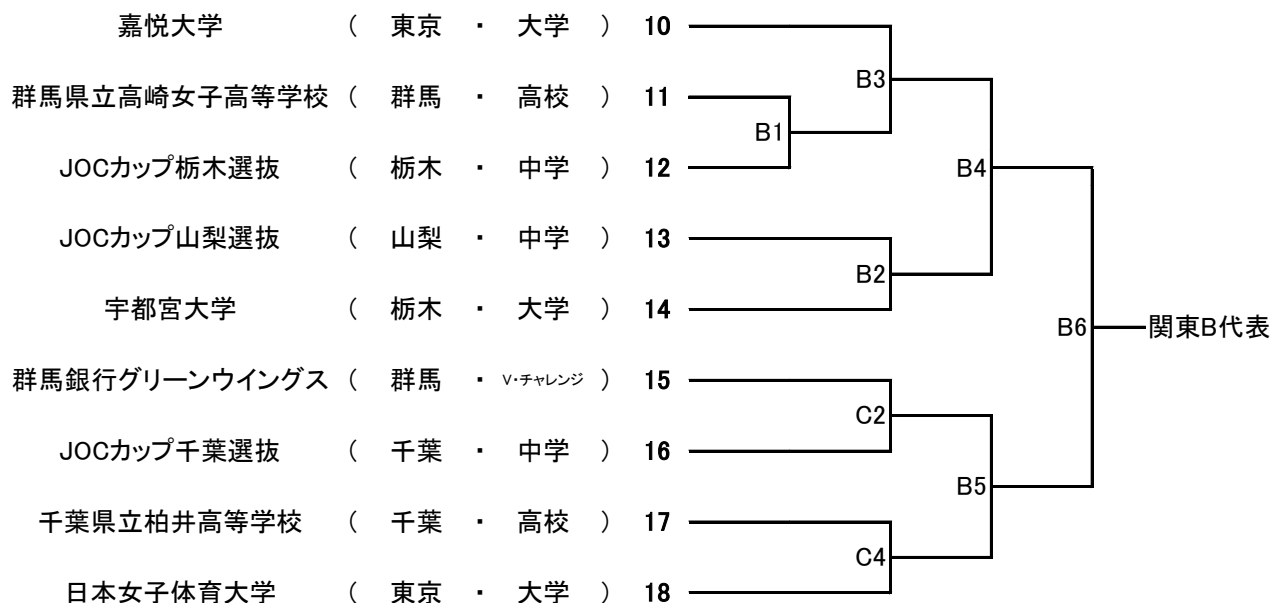 嘉悦大学 ( 東京 ・ 大学 ) 10
B3
群馬県立高崎女子高等学校 ( 群馬 ・ 高校 ) 11
B1
JOCカップ栃木選抜 ( 栃木 ・ 中学 ) 12
B4
JOCカップ山梨選抜 ( 山梨 ・ 中学 ) 13
B2
宇都宮大学 ( 栃木 ・ 大学 ) 14
B6 関東B代表
群馬銀行グリーンウイングス ( 群馬 ・ V・チャレンジ ) 15
C2
JOCカップ千葉選抜 ( 千葉 ・ 中学 ) 16
B5
千葉県立柏井高等学校 ( 千葉 ・ 高校 ) 17
C4
日本女子体育大学 ( 東京 ・ 大学 ) 18